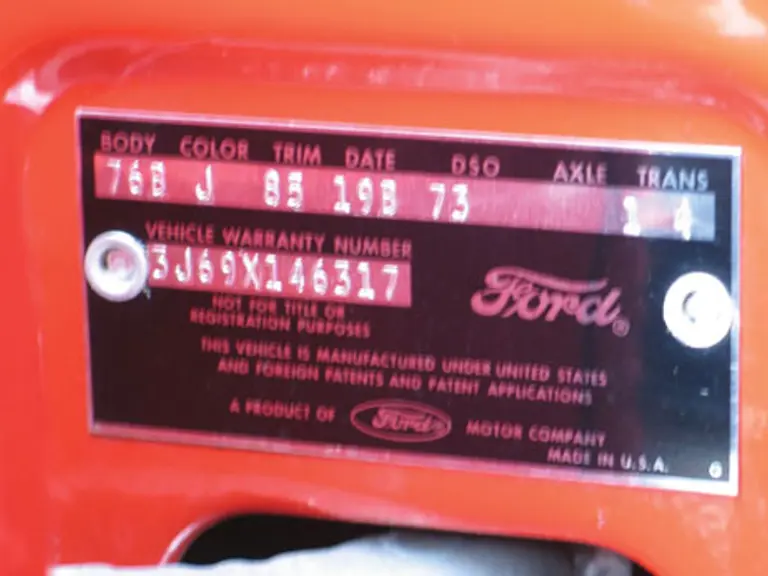 BODY COLOR TRIM DATE DSO AXLE TRANS
76B J 85 19B 73 1 4
VEHICLE WARRANTY NUMBER
3J69X146317
NOT FOR TITLE OR
REGISTRATION PURPOSES
Ford®
THIS VEHICLE IS MANUFACTURED UNDER UNITED STATES
AND FOREIGN PATENTS AND PATENT APPLICATIONS
A PRODUCT OF Ford MOTOR COMPANY
MADE IN U.S.A. 6